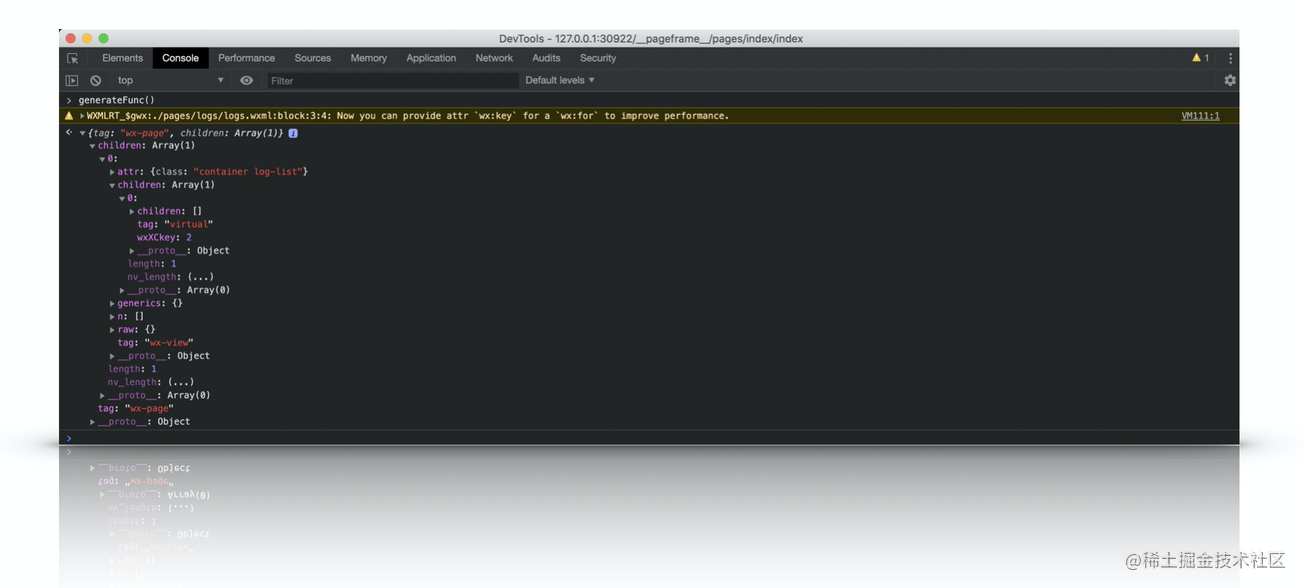 DevTools - 127.0.0.1:30922/__pageframe__/pages/index/index
Elements Console Performance Sources Memory Application Network Audits Security 1
top Filter Default levels
generateFunc()
WXMLRT_$gwx:./pages/logs/logs.wxml:block:3:4: Now you can provide attr `wx:key` for a `wx:for` to improve performance. VM111:1
{tag: "wx-page", children: Array(1)}
children: Array(1)
0:
attr: {class: "container log-list"}
children: Array(1)
0:
children: []
tag: "virtual"
wxXCkey: 2
__proto__: Object
length: 1
nv_length: (...)
__proto__: Array(0)
generics: {}
n: []
raw: {}
tag: "wx-view"
__proto__: Object
length: 1
nv_length: (...)
__proto__: Array(0)
tag: "wx-page"
__proto__: Object
@稀土掘金技术社区